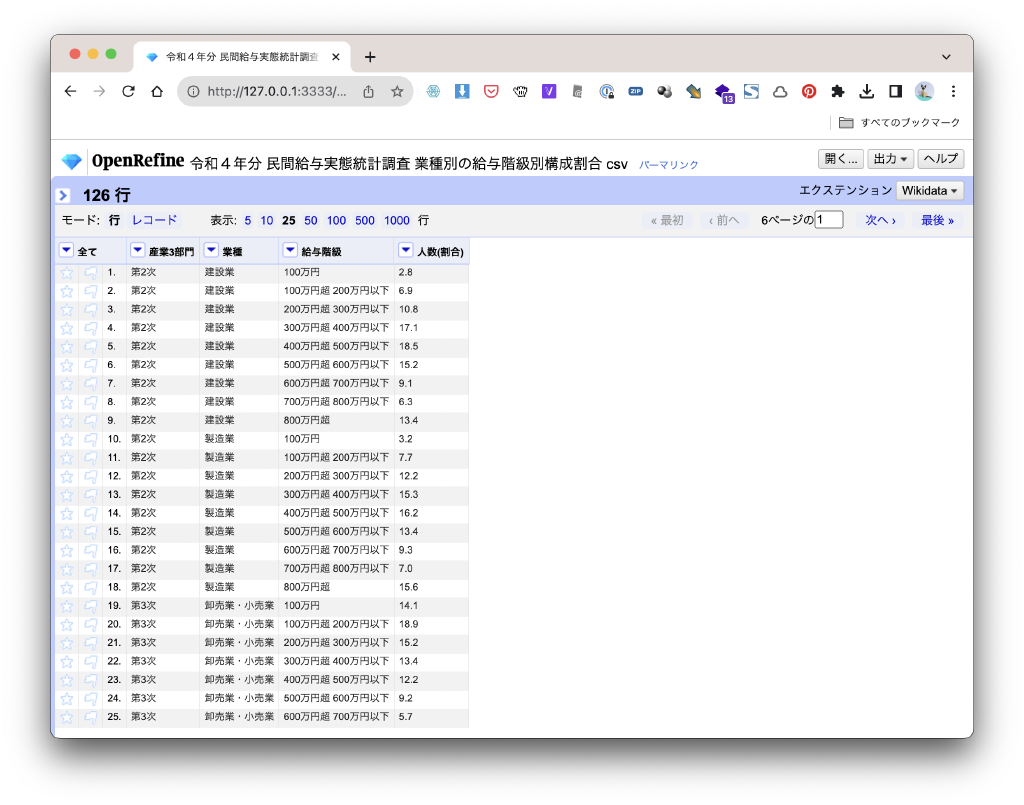 令和４年分 民間給与実態統計調査
http://127.0.0.1:3333/...
ZIP
13
すべてのブックマーク
OpenRefine 令和４年分 民間給与実態統計調査 業種別の給与階級別構成割合 csv パーマリンク 開く... 出力 ヘルプ
126 行 エクステンション Wikidata
モード: 行 レコード 表示: 5 10 25 50 100 500 1000 行 « 最初 ‹ 前へ 6ページの 1 次へ › 最後 »
全て 産業3部門 業種 給与階級 人数(割合)
1. 第2次 建設業 100万円 2.8
2. 第2次 建設業 100万円超 200万円以下 6.9
3. 第2次 建設業 200万円超 300万円以下 10.8
4. 第2次 建設業 300万円超 400万円以下 17.1
5. 第2次 建設業 400万円超 500万円以下 18.5
6. 第2次 建設業 500万円超 600万円以下 15.2
7. 第2次 建設業 600万円超 700万円以下 9.1
8. 第2次 建設業 700万円超 800万円以下 6.3
9. 第2次 建設業 800万円超 13.4
10. 第2次 製造業 100万円 3.2
11. 第2次 製造業 100万円超 200万円以下 7.7
12. 第2次 製造業 200万円超 300万円以下 12.2
13. 第2次 製造業 300万円超 400万円以下 15.3
14. 第2次 製造業 400万円超 500万円以下 16.2
15. 第2次 製造業 500万円超 600万円以下 13.4
16. 第2次 製造業 600万円超 700万円以下 9.3
17. 第2次 製造業 700万円超 800万円以下 7.0
18. 第2次 製造業 800万円超 15.6
19. 第3次 卸売業・小売業 100万円 14.1
20. 第3次 卸売業・小売業 100万円超 200万円以下 18.9
21. 第3次 卸売業・小売業 200万円超 300万円以下 15.2
22. 第3次 卸売業・小売業 300万円超 400万円以下 13.4
23. 第3次 卸売業・小売業 400万円超 500万円以下 12.2
24. 第3次 卸売業・小売業 500万円超 600万円以下 9.2
25. 第3次 卸売業・小売業 600万円超 700万円以下 5.7